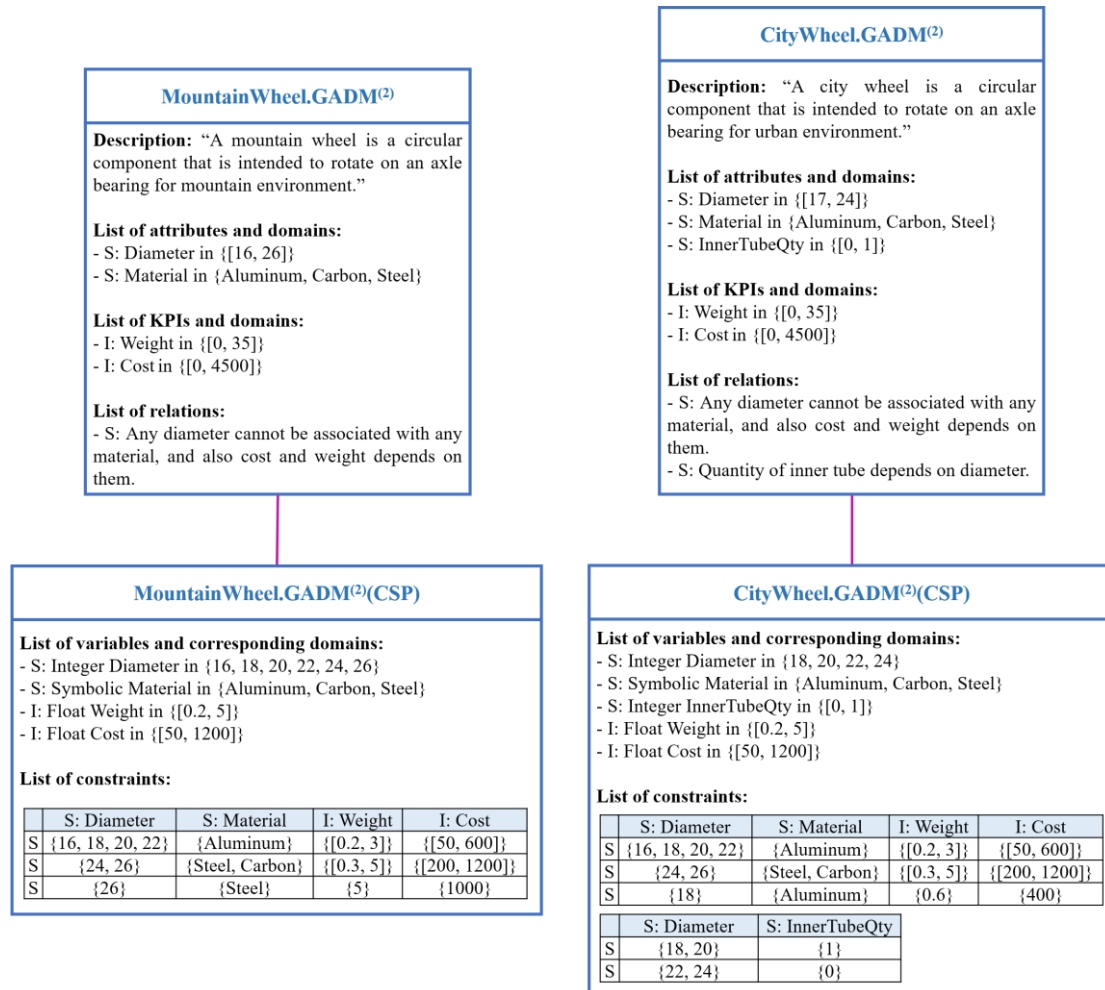 MountainWheel.GADM⁽²⁾
Description: “A mountain wheel is a circular
component that is intended to rotate on an axle
bearing for mountain environment.”
List of attributes and domains:
- S: Diameter in {[16, 26]}
- S: Material in {Aluminum, Carbon, Steel}
List of KPIs and domains:
- I: Weight in {[0, 35]}
- I: Cost in {[0, 4500]}
List of relations:
- S: Any diameter cannot be associated with any
material, and also cost and weight depends on
them.
CityWheel.GADM⁽²⁾
Description: “A city wheel is a circular
component that is intended to rotate on an axle
bearing for urban environment.”
List of attributes and domains:
- S: Diameter in {[17, 24]}
- S: Material in {Aluminum, Carbon, Steel}
- S: InnerTubeQty in {[0, 1]}
List of KPIs and domains:
- I: Weight in {[0, 35]}
- I: Cost in {[0, 4500]}
List of relations:
- S: Any diameter cannot be associated with any
material, and also cost and weight depends on
them.
- S: Quantity of inner tube depends on diameter.
MountainWheel.GADM⁽²⁾(CSP)
List of variables and corresponding domains:
- S: Integer Diameter in {16, 18, 20, 22, 24, 26}
- S: Symbolic Material in {Aluminum, Carbon, Steel}
- I: Float Weight in {[0.2, 5]}
- I: Float Cost in {[50, 1200]}
List of constraints:
S: Diameter S: Material I: Weight I: Cost
S {16, 18, 20, 22} {Aluminum} {[0.2, 3]} {[50, 600]}
S {24, 26} {Steel, Carbon} {[0.3, 5]} {[200, 1200]}
S {26} {Steel} {5} {1000}
CityWheel.GADM⁽²⁾(CSP)
List of variables and corresponding domains:
- S: Integer Diameter in {18, 20, 22, 24}
- S: Symbolic Material in {Aluminum, Carbon, Steel}
- S: Integer InnerTubeQty in {[0, 1]}
- I: Float Weight in {[0.2, 5]}
- I: Float Cost in {[50, 1200]}
List of constraints:
S: Diameter S: Material I: Weight I: Cost
S {16, 18, 20, 22} {Aluminum} {[0.2, 3]} {[50, 600]}
S {24, 26} {Steel, Carbon} {[0.3, 5]} {[200, 1200]}
S {18} {Aluminum} {0.6} {400}
S: Diameter S: InnerTubeQty
S {18, 20} {1}
S {22, 24} {0}